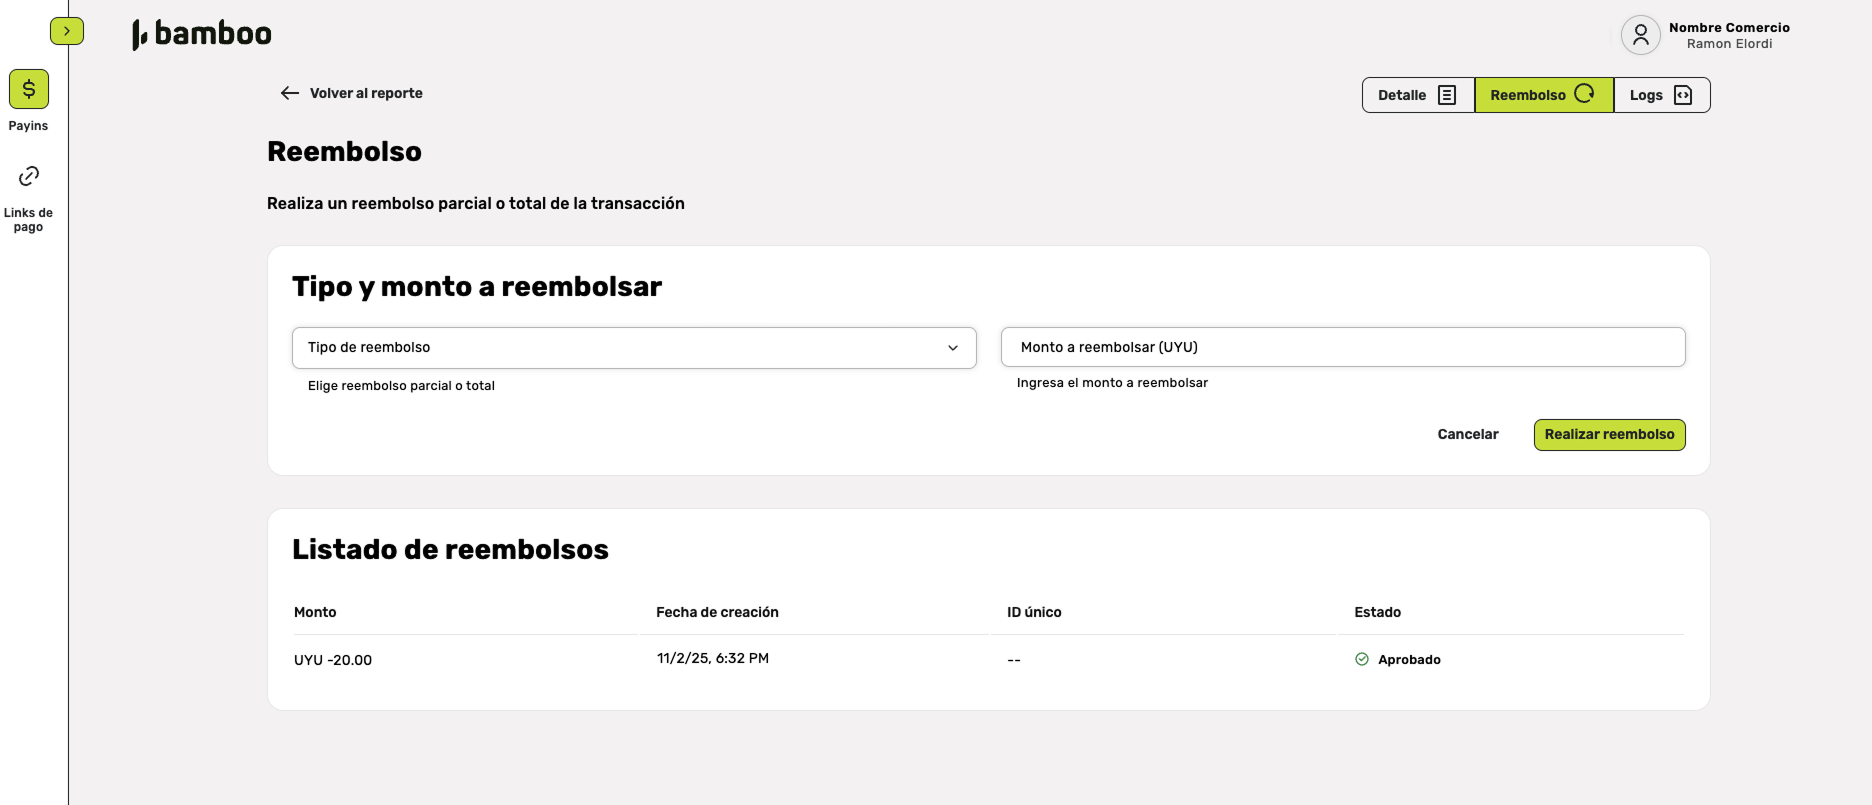 bamboo
Nombre Comercio
Ramon Elordi
Payins
Links de
pago
Volver al reporte
Detalle
Reembolso
Logs
Reembolso
Realiza un reembolso parcial o total de la transacción
Tipo y monto a reembolsar
Tipo de reembolso
Monto a reembolsar (UYU)
Elige reembolso parcial o total
Ingresa el monto a reembolsar
Cancelar
Realizar reembolso
Listado de reembolsos
Monto Fecha de creación ID único Estado
UYU -20.00 11/2/25, 6:32 PM -- Aprobado